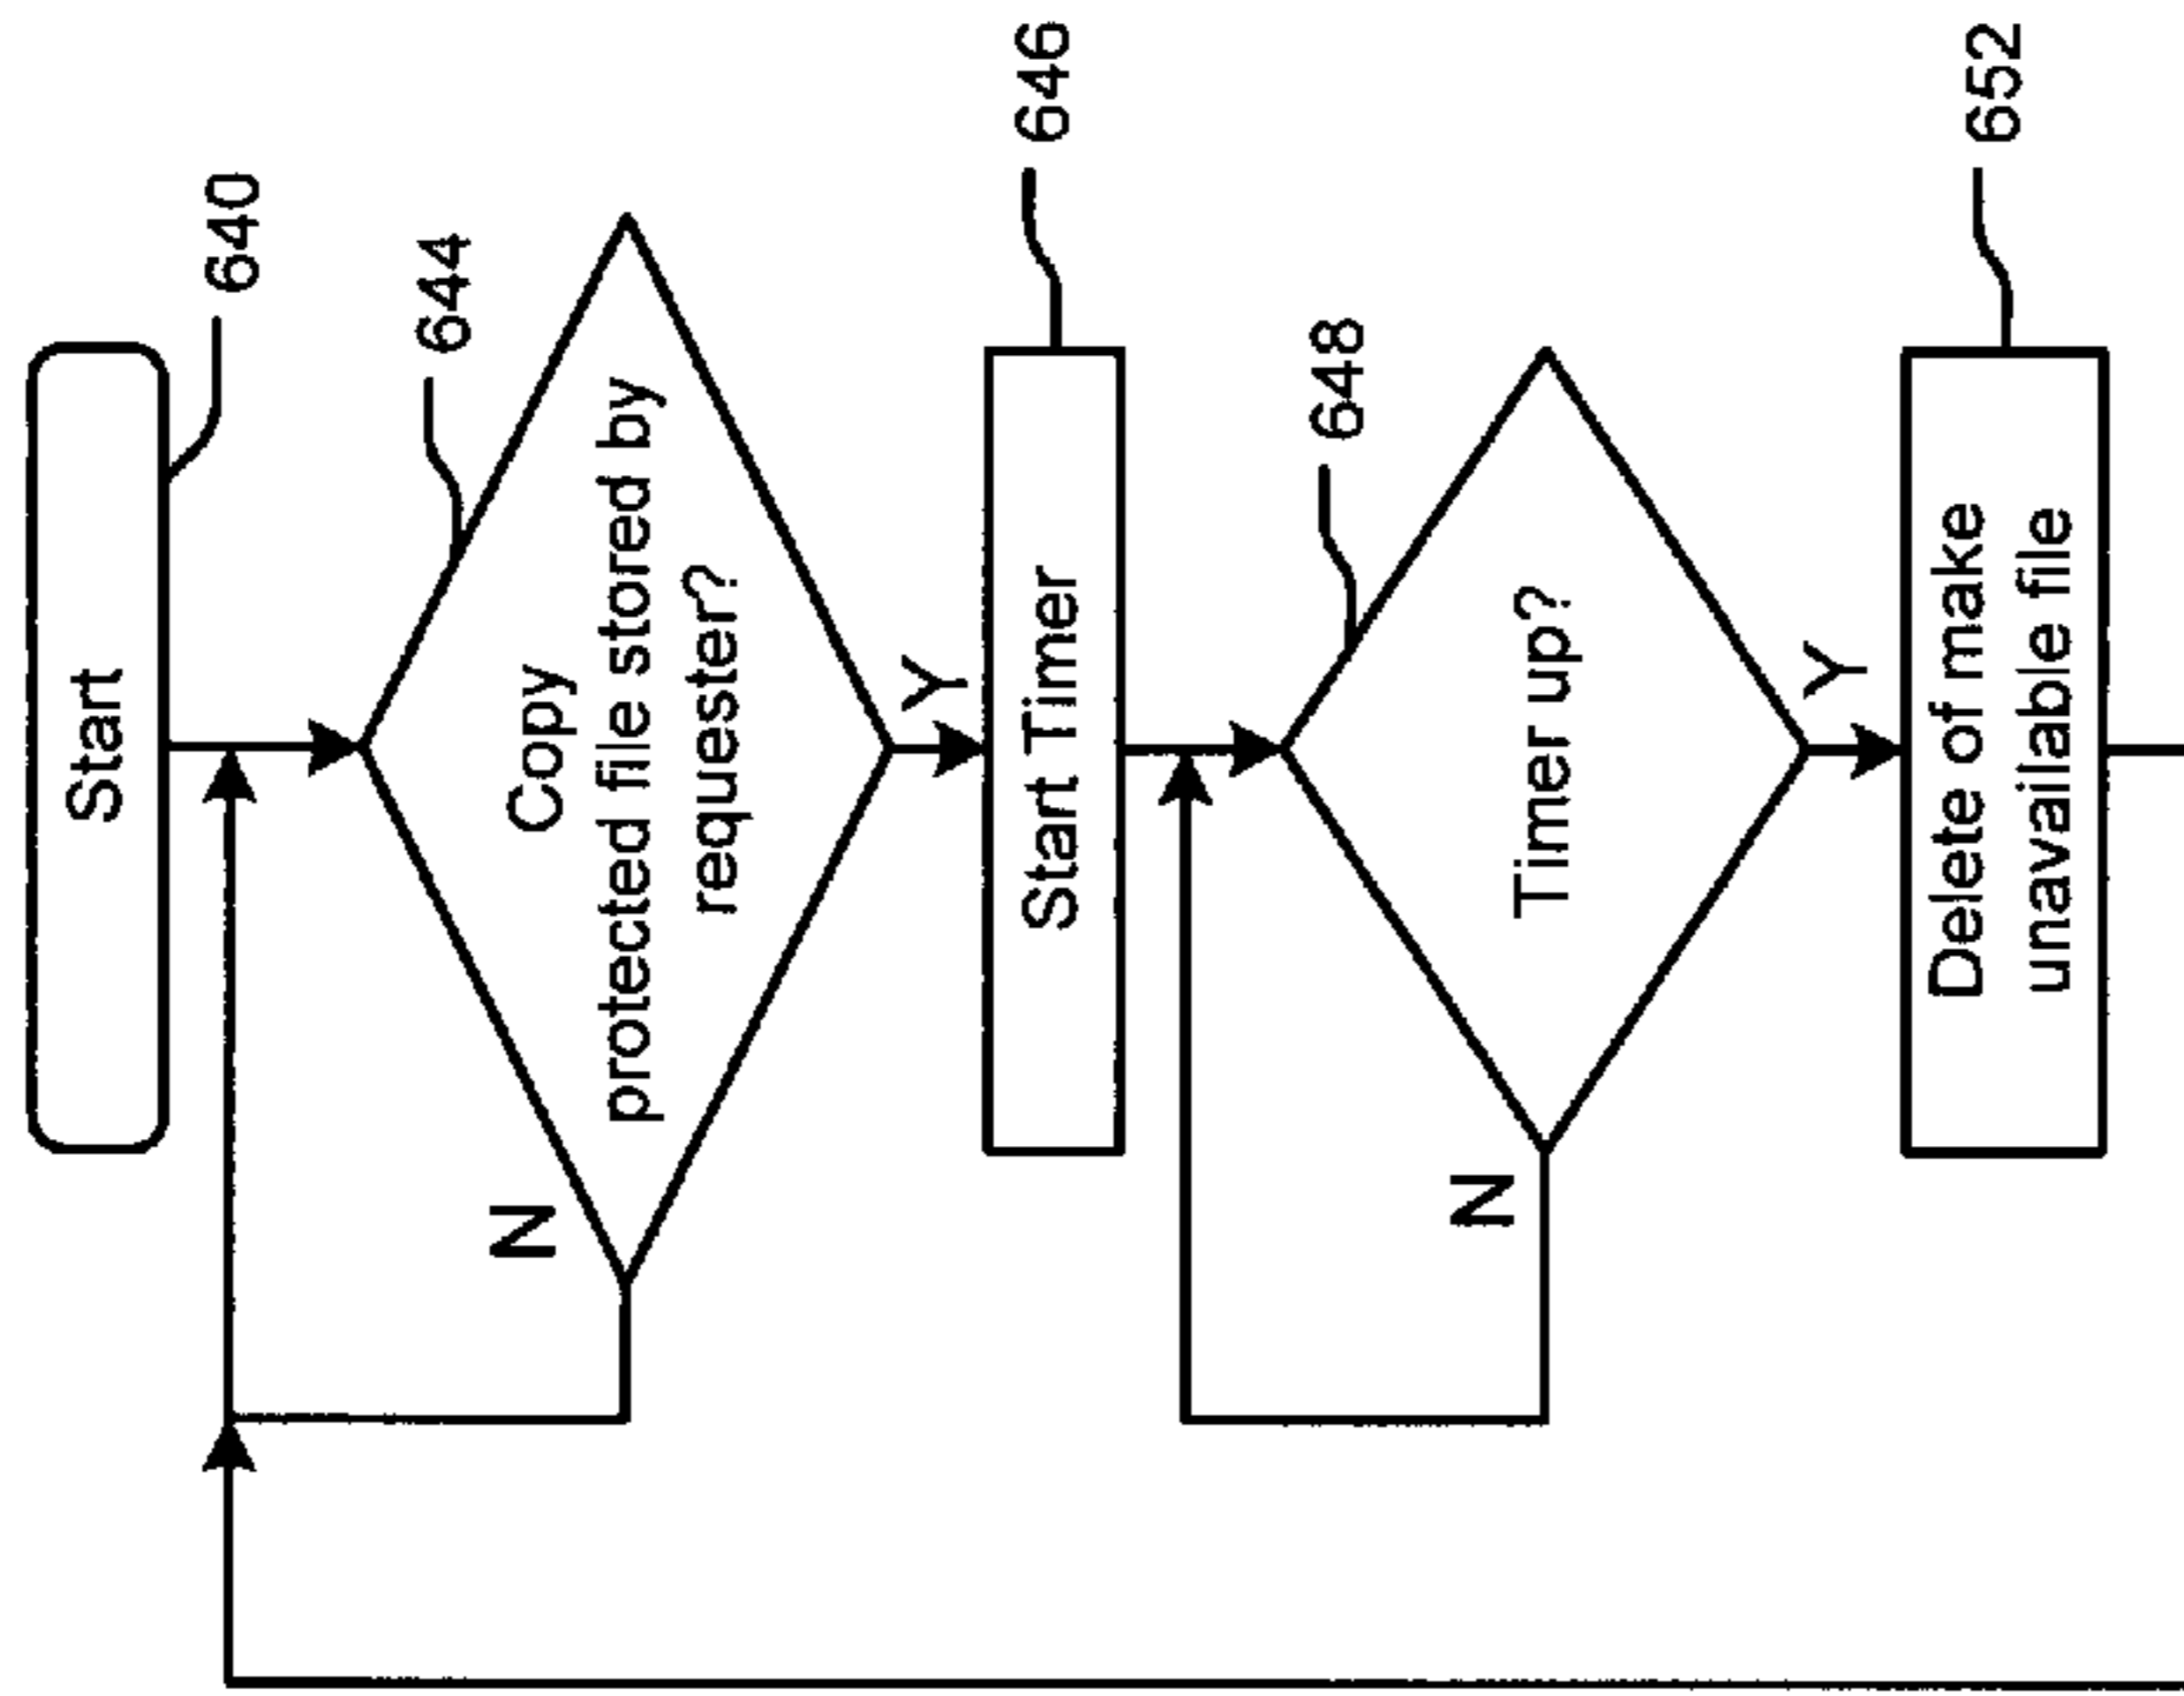 Start
640
644
Copy
protected file stored by
requester?
N
Y
Start Timer
646
648
Timer up?
N
Y
Delete of make
unavailable file
652